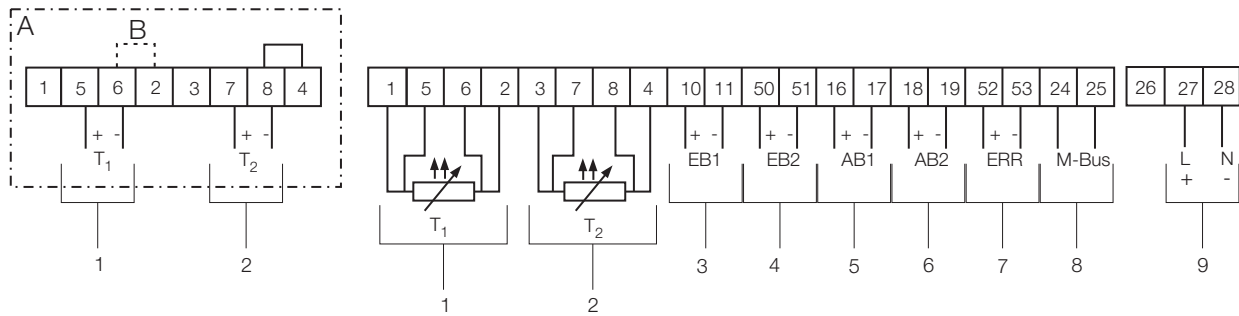 A
B
1 5 6 2 3 7 8 4
+ - + -
T1 T2
1 2
1 5 6 2 3 7 8 4 10 11 50 51 16 17 18 19 52 53 24 25
+ - + - + - + - + -
EB1 EB2 AB1 AB2 ERR M-Bus
T1 T2
1 2 3 4 5 6 7 8
26 27 28
L N
+ -
9